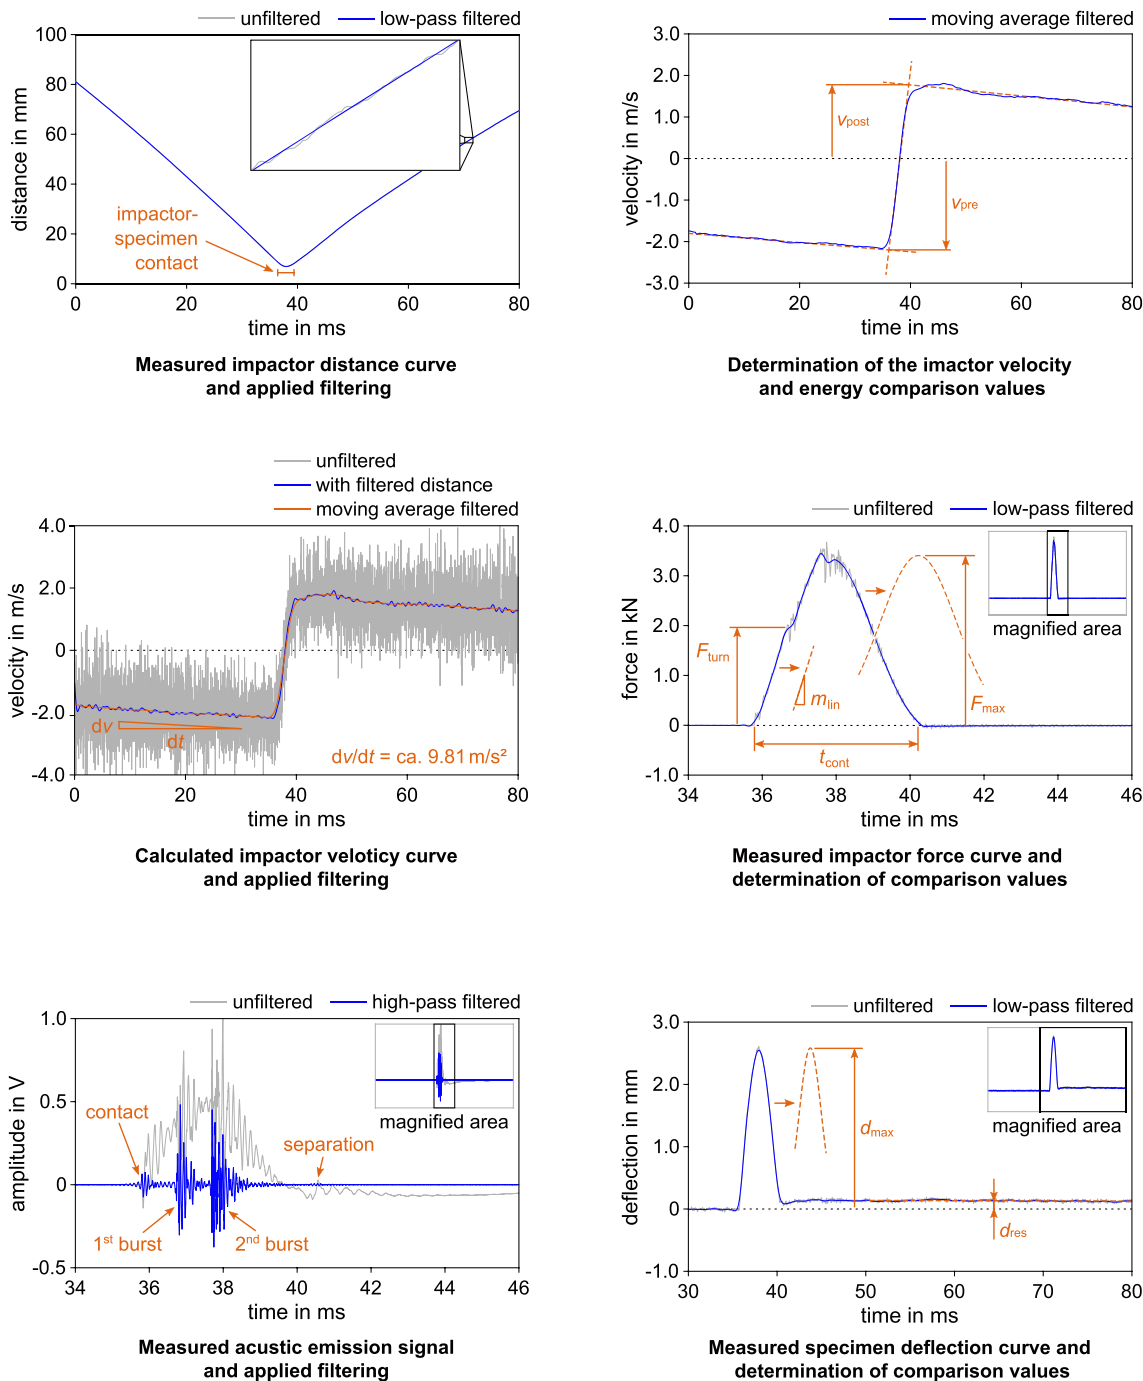 unfiltered low-pass filtered
100
80
60
40
20
0
distance in mm
impactor-
specimen
contact
0 20 40 60 80
time in ms
Measured impactor distance curve
and applied filtering
moving average filtered
3.0
2.0
1.0
0
-1.0
-2.0
-3.0
velocity in m/s
vpost
vpre
0 20 40 60 80
time in ms
Determination of the imactor velocity
and energy comparison values
unfiltered
with filtered distance
moving average filtered
4.0
2.0
0
-2.0
-4.0
velocity in m/s
dv
dt
dv/dt = ca. 9.81 m/s²
0 20 40 60 80
time in ms
Calculated impactor veloticy curve
and applied filtering
unfiltered low-pass filtered
4.0
3.0
2.0
1.0
0
-1.0
force in kN
magnified area
Fturn
mlin
Fmax
tcont
34 36 38 40 42 44 46
time in ms
Measured impactor force curve and
determination of comparison values
unfiltered high-pass filtered
1.0
0.5
0
-0.5
amplitude in V
magnified area
contact
separation
1st burst
2nd burst
34 36 38 40 42 44 46
time in ms
Measured acustic emission signal
and applied filtering
unfiltered low-pass filtered
3.0
2.0
1.0
0
-1.0
deflection in mm
magnified area
dmax
dres
30 40 50 60 70 80
time in ms
Measured specimen deflection curve and
determination of comparison values